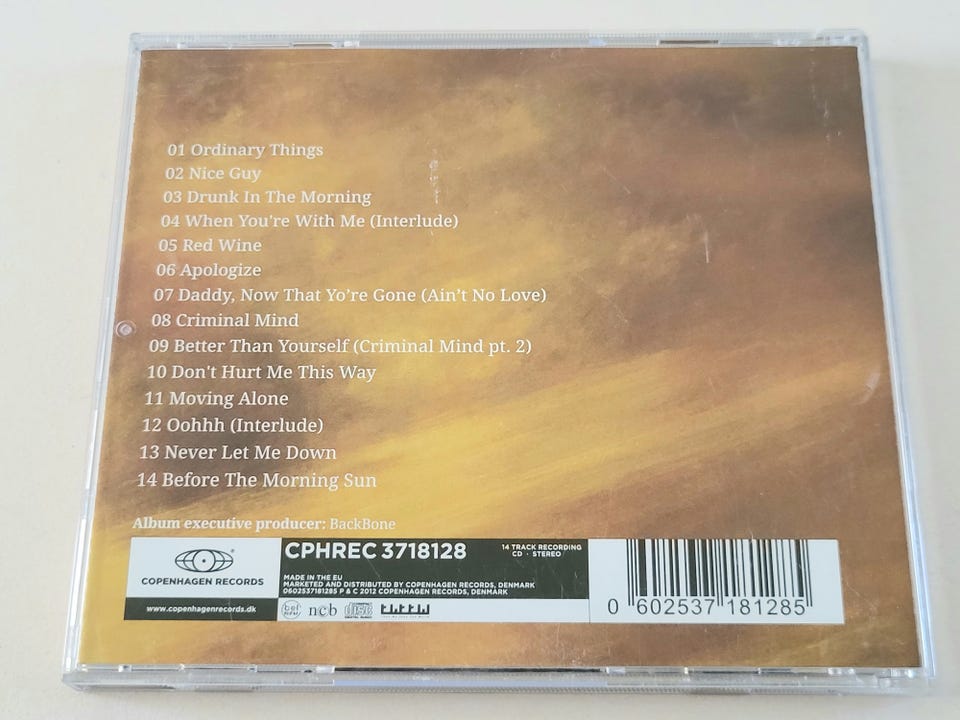 01 Ordinary Things
02 Nice Guy
03 Drunk In The Morning
04 When You're With Me (Interlude)
05 Red Wine
06 Apologize
07 Daddy, Now That Yo're Gone (Ain't No Love)
08 Criminal Mind
09 Better Than Yourself (Criminal Mind pt. 2)
10 Don't Hurt Me This Way
11 Moving Alone
12 Oohhh (Interlude)
13 Never Let Me Down
14 Before The Morning Sun
Album executive producer: BackBone
COPENHAGEN RECORDS
www.copenhagenrecords.dk
CPHREC 3718128
14 TRACK RECORDING
CD · STEREO
MADE IN THE EU
MARKETED AND DISTRIBUTED BY COPENHAGEN RECORDS, DENMARK
0602537181285 P & C 2012 COPENHAGEN RECORDS, DENMARK
ncb
disc
DIGITAL AUDIO
0 602537 181285